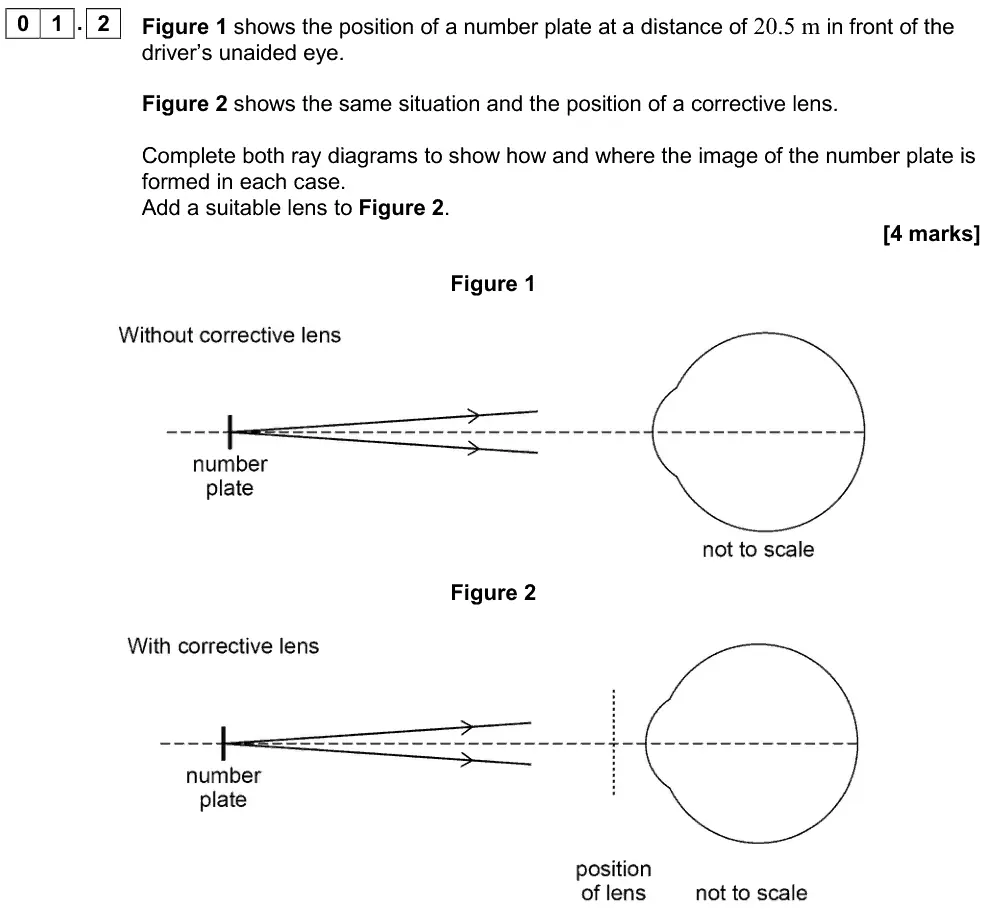 0 1 . 2 Figure 1 shows the position of a number plate at a distance of 20.5 m in front of the
driver's unaided eye.
Figure 2 shows the same situation and the position of a corrective lens.
Complete both ray diagrams to show how and where the image of the number plate is
formed in each case.
Add a suitable lens to Figure 2.
[4 marks]
Figure 1
Without corrective lens
number
plate
not to scale
Figure 2
With corrective lens
number
plate
position
of lens
not to scale